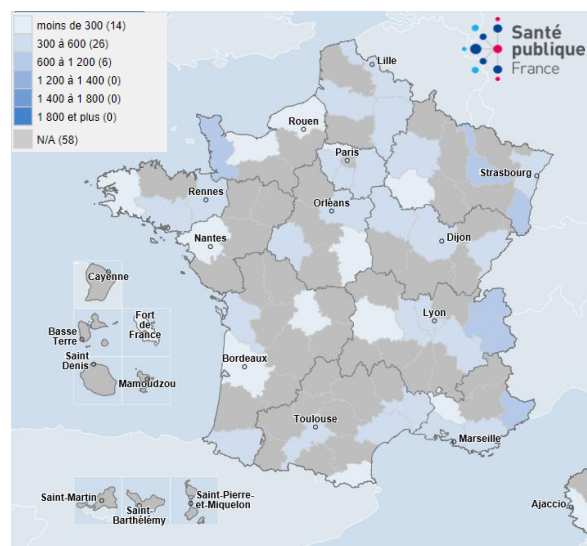 moins de 300 (14)
300 à 600 (26)
600 à 1 200 (6)
1 200 à 1 400 (0)
1 400 à 1 800 (0)
1 800 et plus (0)
N/A (58)
Santé
publique
France
Lille
Rouen
Paris
Strasbourg
Rennes
Orléans
Nantes
Dijon
Cayenne
Basse
Terre
Fort
de
France
Lyon
Saint
Denis
Mamoudzou
Bordeaux
Toulouse
Marseille
Saint-Martin
Saint-
Barthélémy
Saint-Pierre
-et-Miquelon
Ajaccio